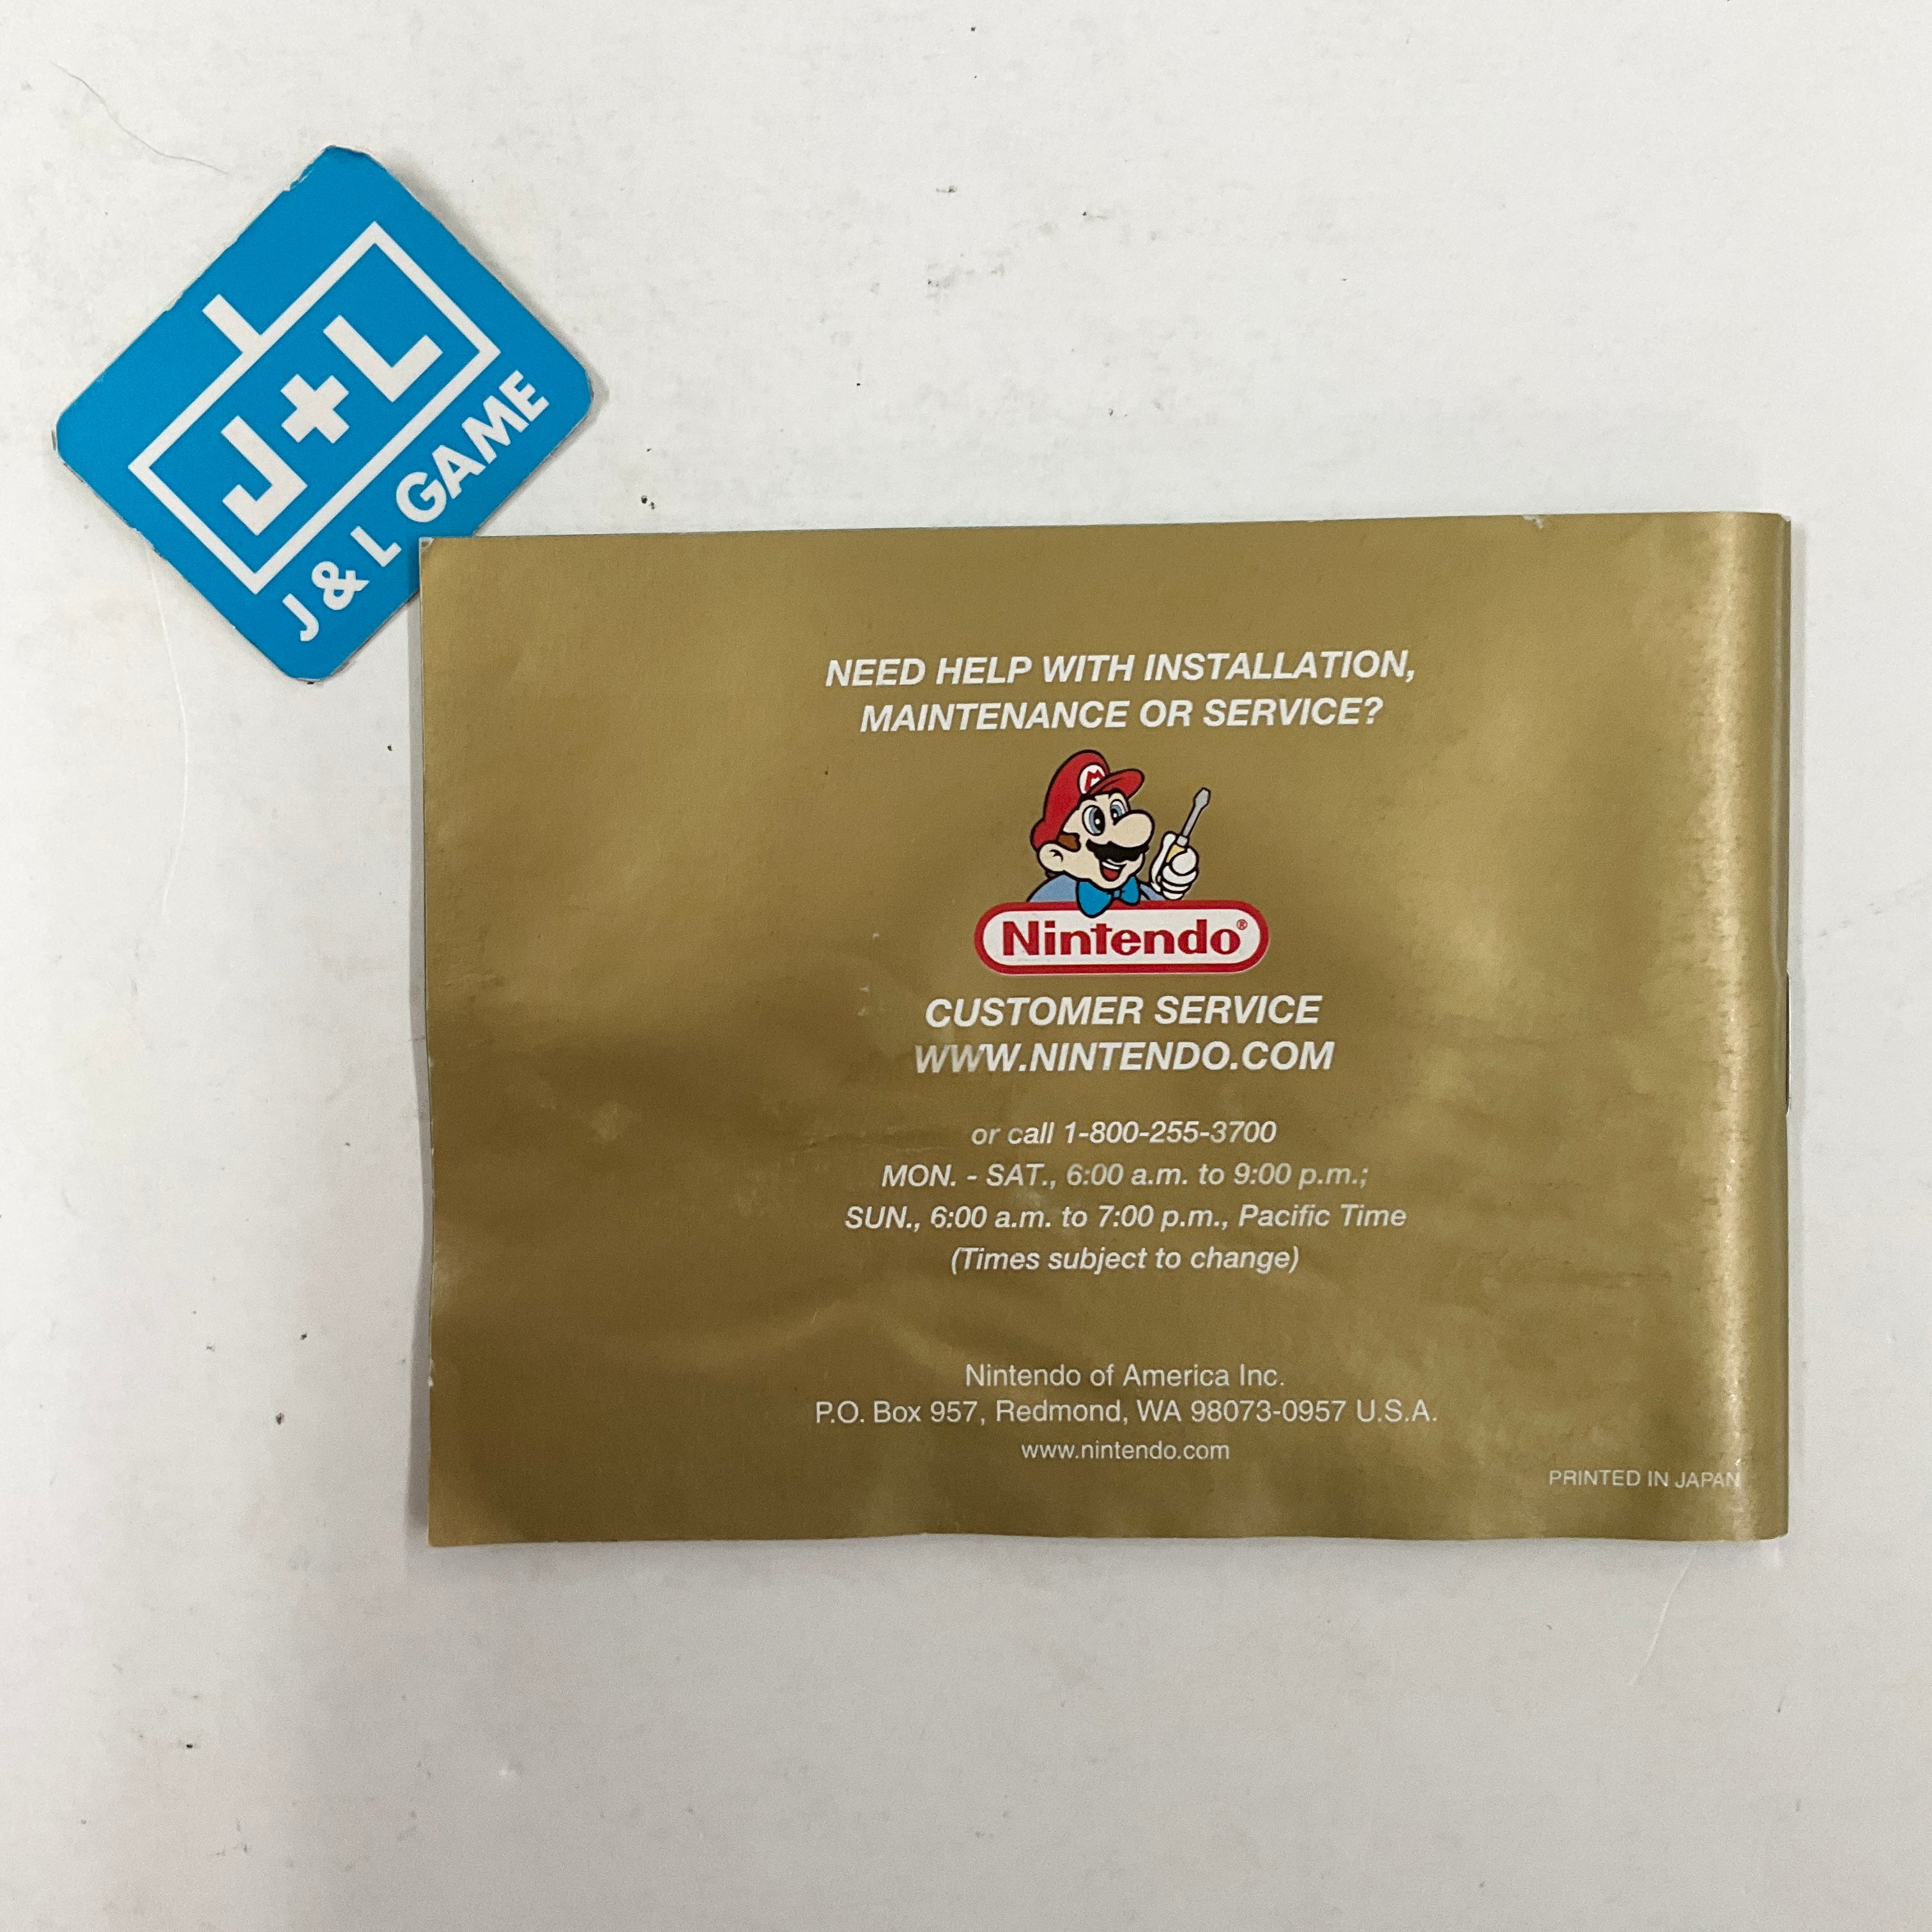 J+L
J & L GAME
NEED HELP WITH INSTALLATION,
MAINTENANCE OR SERVICE?
M
Nintendo®
CUSTOMER SERVICE
WWW.NINTENDO.COM
or call 1-800-255-3700
MON. - SAT., 6:00 a.m. to 9:00 p.m.;
SUN., 6:00 a.m. to 7:00 p.m., Pacific Time
(Times subject to change)
Nintendo of America Inc.
P.O. Box 957, Redmond, WA 98073-0957 U.S.A.
www.nintendo.com
PRINTED IN JAPAN